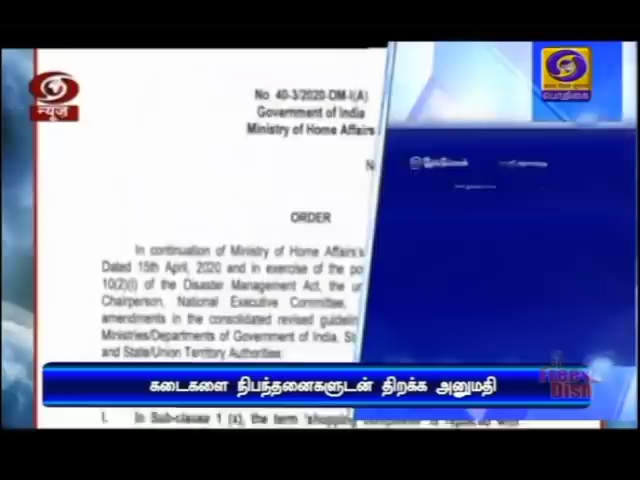 நியூஸ்
பொதிகை
No 40-3/2020-DM-I(A)
Government of India
Ministry of Home Affairs
N
ORDER
In continuation of Ministry of Home Affairs's
Dated 15th April, 2020 and in exercise of the po
10(2)(l) of the Disaster Management Act, the un
Chairperson, National Executive Committee,
amendments in the consolidated revised guidelin
Ministries/Departments of Government of India, St
and State/Union Territory Authorities:
கடைகளை நிபந்தனைகளுடன் திறக்க அனுமதி
Free
Dish
I. In Sub-clause 1 (x), the term 'shopping